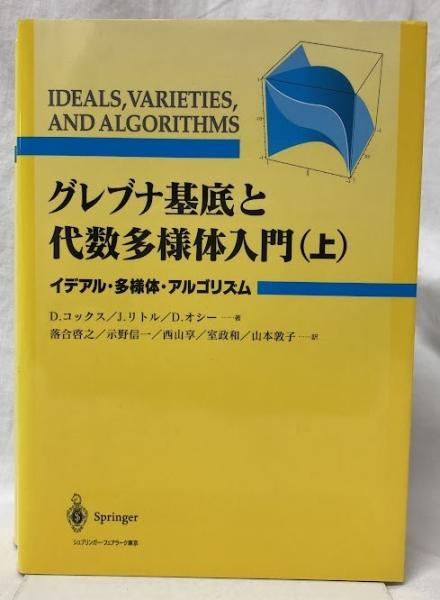 IDEALS, VARIETIES,
AND ALGORITHMS
グレブナ基底と
代数多様体入門(上)
イデアル・多様体・アルゴリズム
D.コックス/J.リトル/D.オシー……著
落合啓之/示野信一/西山享/室政和/山本敦子……訳
Springer
シュプリンガー・フェアラーク東京